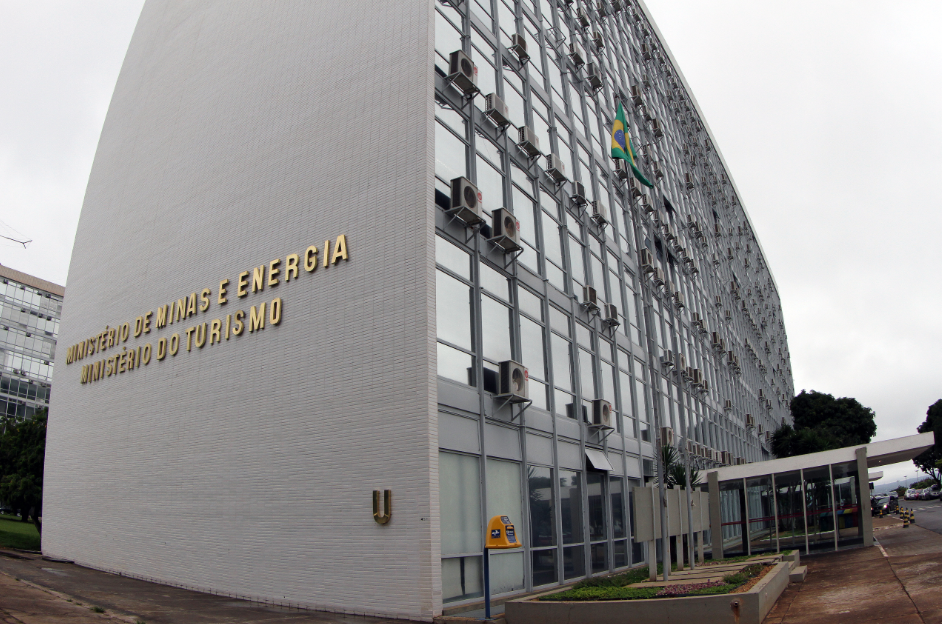 MINISTÉRIO DE MINAS E ENERGIA
MINISTÉRIO DO TURISMO
U